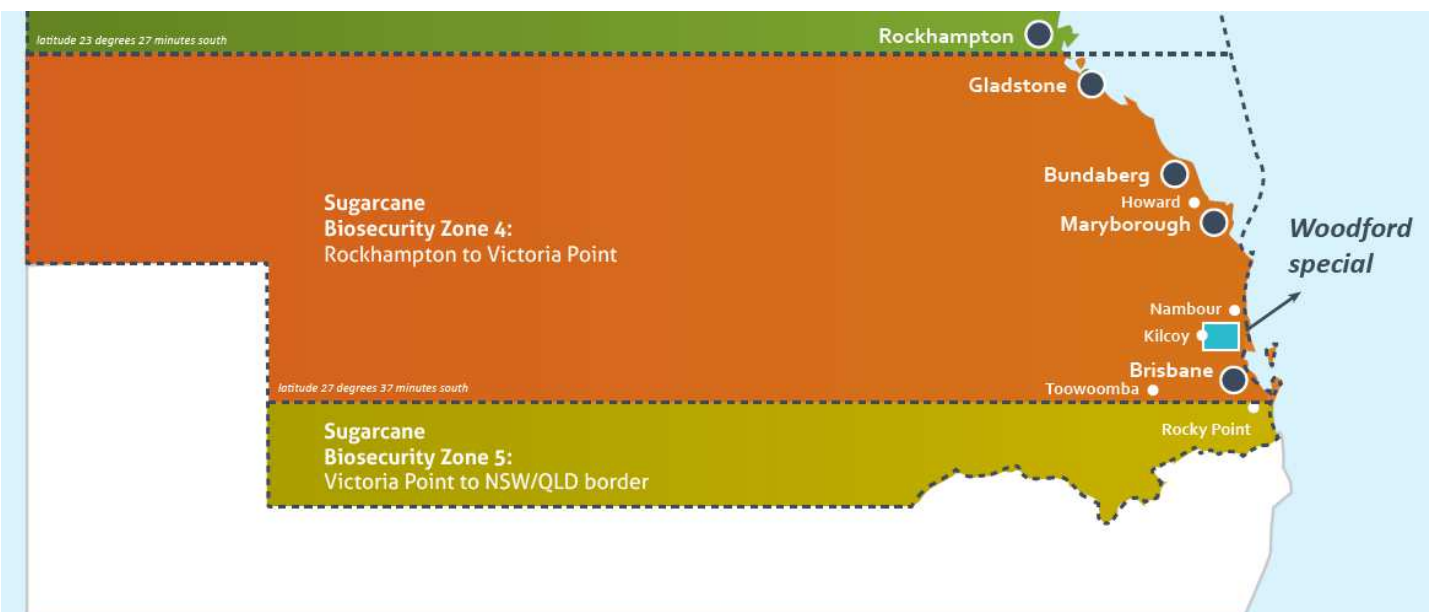 latitude 23 degrees 27 minutes south
Rockhampton
Gladstone
Bundaberg
Howard
Maryborough
Sugarcane
Biosecurity Zone 4:
Rockhampton to Victoria Point
Woodford
special
Nambour
Kilcoy
Brisbane
Toowoomba
latitude 27 degrees 37 minutes south
Rocky Point
Sugarcane
Biosecurity Zone 5:
Victoria Point to NSW/QLD border